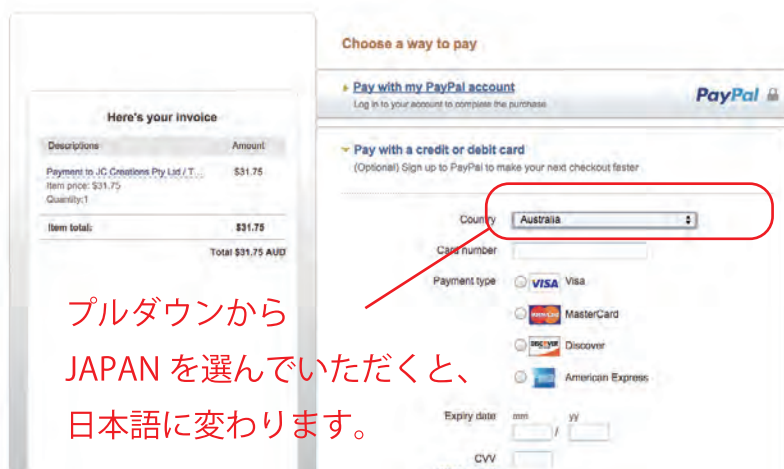 Choose a way to pay
Pay with my PayPal account
Log in to your account to complete the purchase
PayPal
Here's your invoice
Descriptions Amount
Payment to JC Creations Pty Ltd / T... $31.75
Item price: $31.75
Quantity:1
Item total: $31.75
Total $31.75 AUD
Pay with a credit or debit card
(Optional) Sign up to PayPal to make your next checkout faster
Country Australia
Card number
Payment type VISA Visa
MasterCard MasterCard
DISCOVER Discover
American Express
Expiry date mm yy
/
CVV
プルダウンから
JAPAN を選んでいただくと、
日本語に変わります。